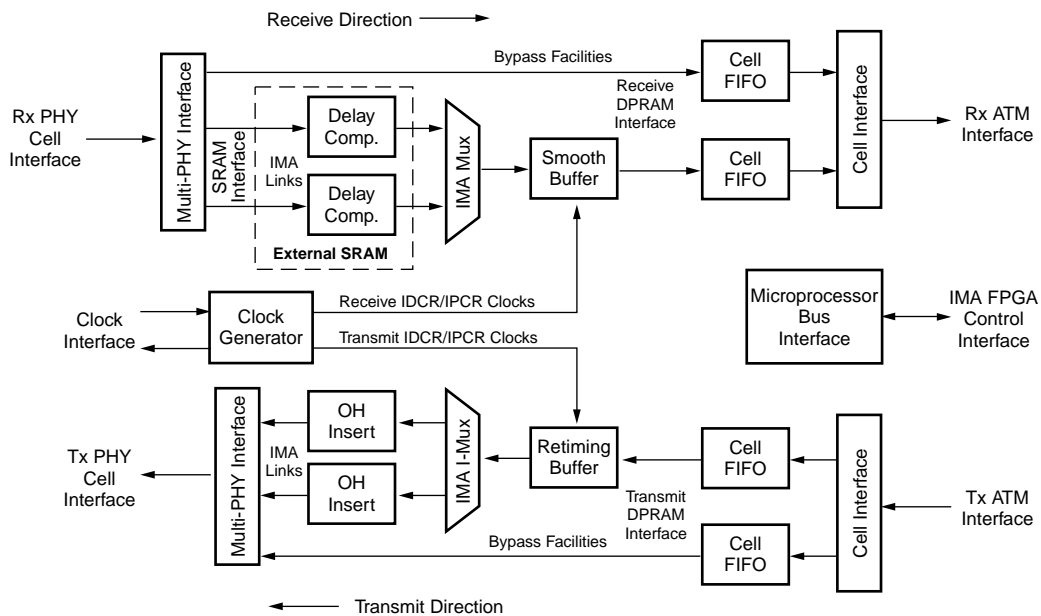 Receive Direction
Bypass Facilities
Cell
FIFO
Receive
DPRAM
Interface
Rx PHY
Cell
Interface
Multi-PHY Interface
SRAM
Interface
IMA
Links
Delay
Comp.
Delay
Comp.
External SRAM
IMA Mux
Smooth
Buffer
Cell
FIFO
Cell Interface
Rx ATM
Interface
Clock
Interface
Clock
Generator
Receive IDCR/IPCR Clocks
Transmit IDCR/IPCR Clocks
Microprocessor
Bus
Interface
IMA FPGA
Control
Interface
Tx PHY
Cell
Interface
Multi-PHY Interface
IMA
Links
OH
Insert
OH
Insert
IMA I-Mux
Retiming
Buffer
Cell
FIFO
Transmit
DPRAM
Interface
Cell Interface
Tx ATM
Interface
Bypass Facilities
Cell
FIFO
Transmit Direction